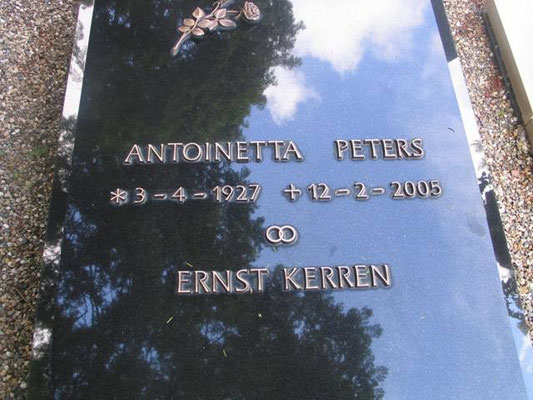 ANTOINETTA PETERS
* 3-4-1927 + 12-2-2005
ERNST KERREN